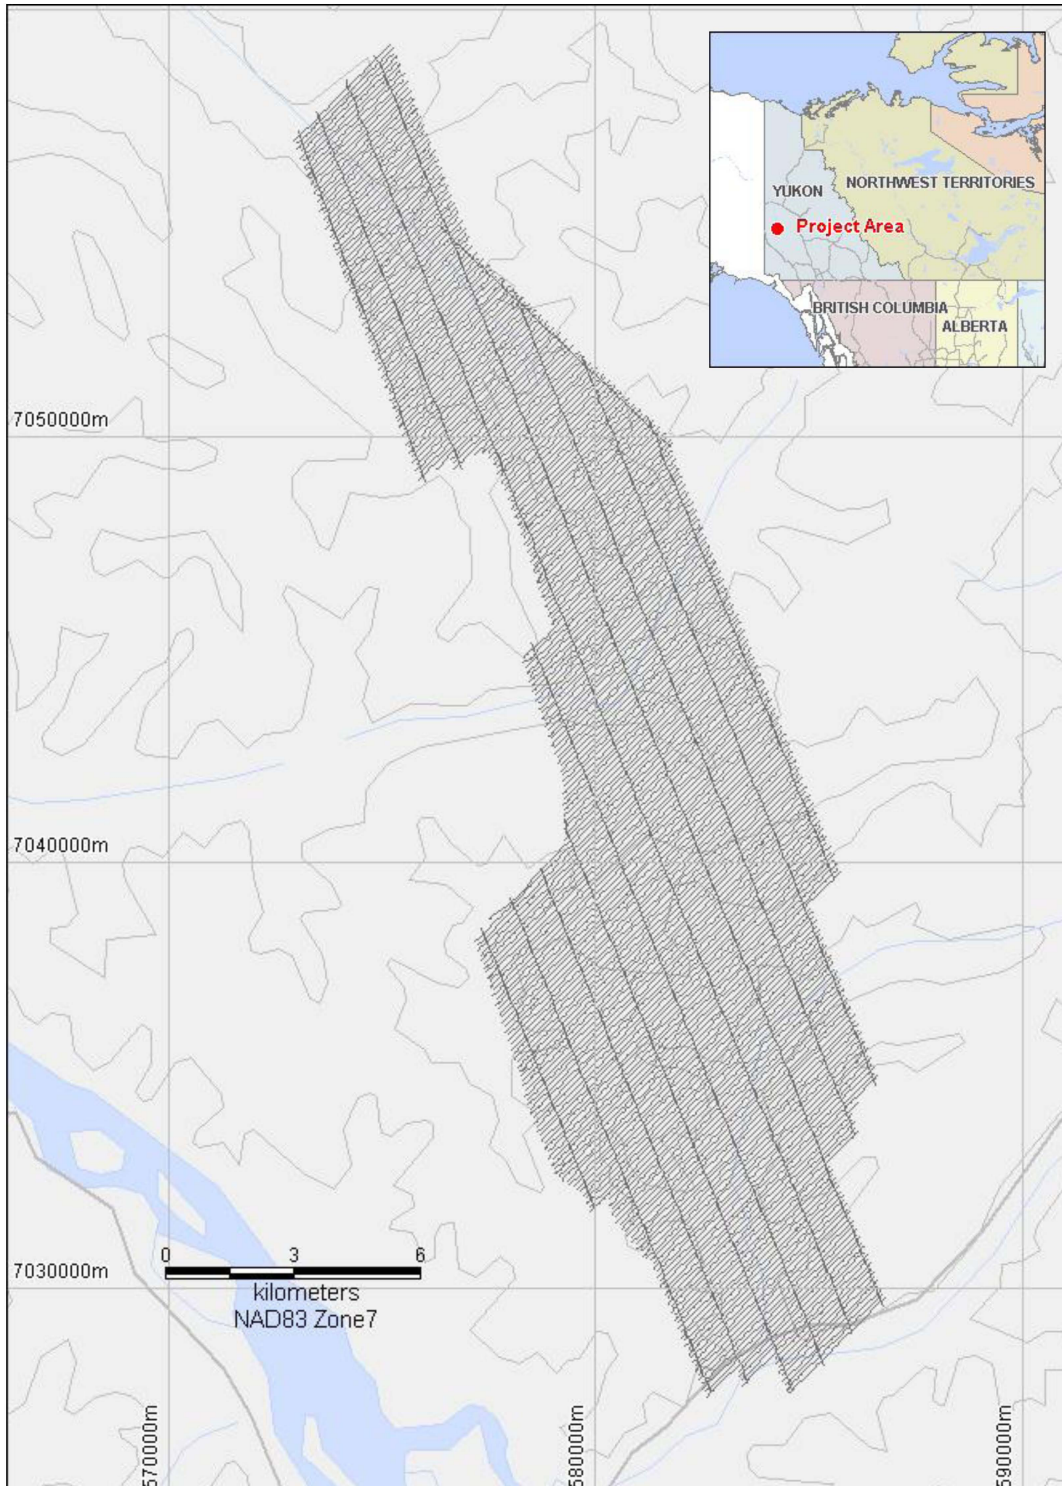 YUKON
NORTHWEST TERRITORIES
Project Area
BRITISH COLUMBIA
ALBERTA
7050000m
7040000m
7030000m
0 3 6
kilometers
NAD83 Zone7
570000m
580000m
590000m